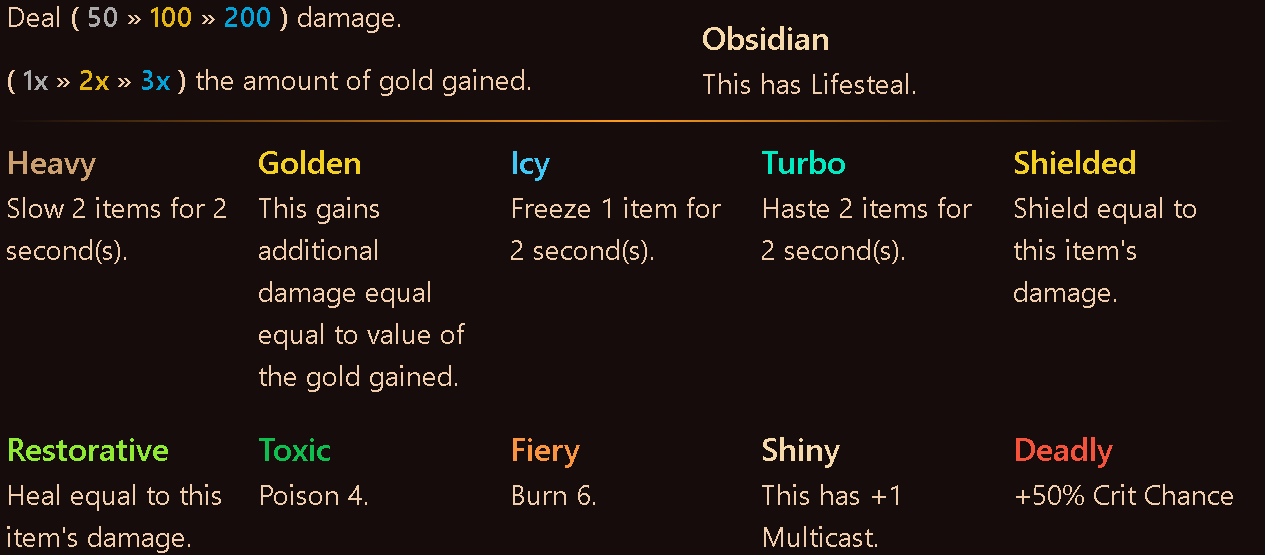 Deal ( 50 » 100 » 200 ) damage.
( 1x » 2x » 3x ) the amount of gold gained.
Obsidian
This has Lifesteal.
Heavy
Slow 2 items for 2
second(s).
Golden
This gains
additional
damage equal
equal to value of
the gold gained.
Icy
Freeze 1 item for
2 second(s).
Turbo
Haste 2 items for
2 second(s).
Shielded
Shield equal to
this item's
damage.
Restorative
Heal equal to this
item's damage.
Toxic
Poison 4.
Fiery
Burn 6.
Shiny
This has +1
Multicast.
Deadly
+50% Crit Chance